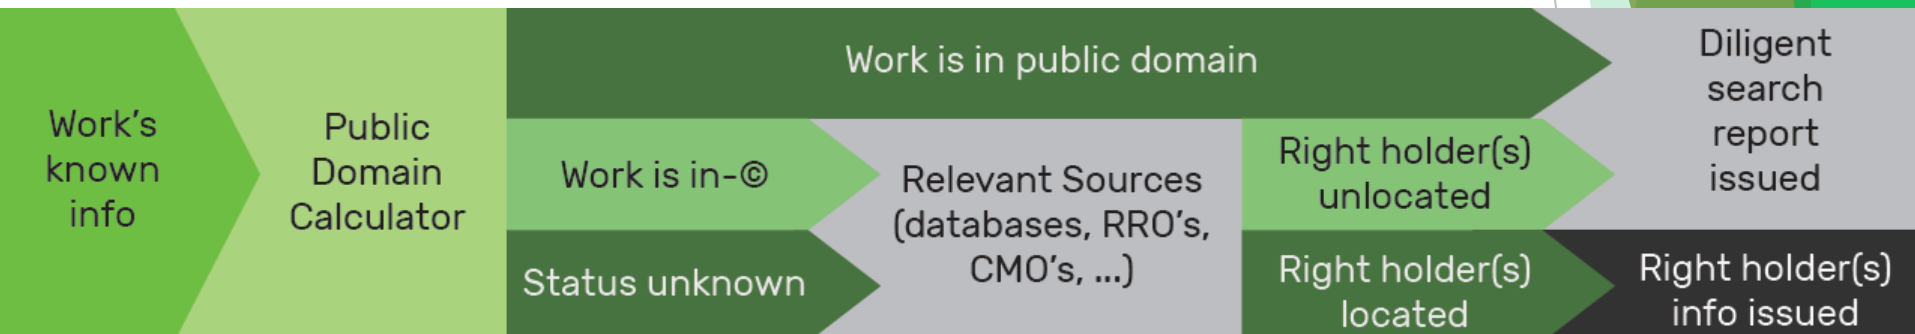 Work's
known
info
Public
Domain
Calculator
Work is in public domain
Work is in-©
Status unknown
Relevant Sources
(databases, RRO's,
CMO's, ...)
Right holder(s)
unlocated
Right holder(s)
located
Diligent
search
report
issued
Right holder(s)
info issued